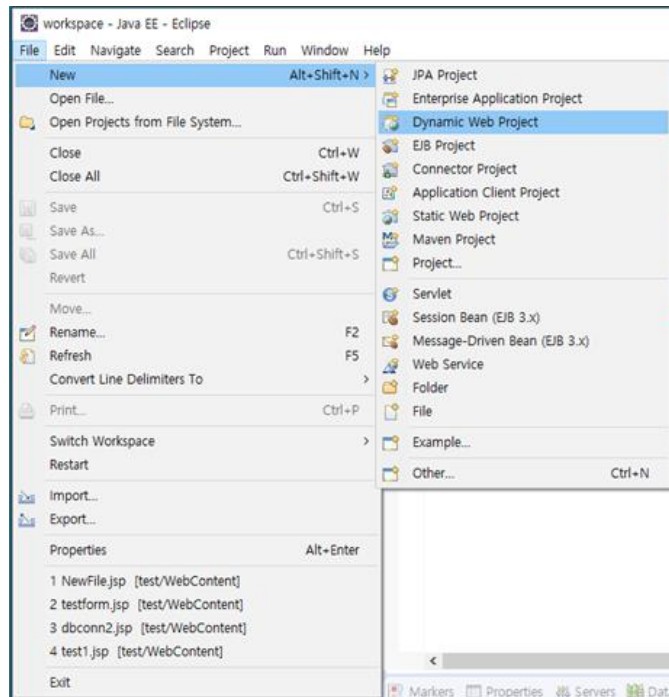 workspace - Java EE - Eclipse
File Edit Navigate Search Project Run Window Help
New Alt+Shift+N >
Open File...
Open Projects from File System...
Close Ctrl+W
Close All Ctrl+Shift+W
Save Ctrl+S
Save As...
Save All Ctrl+Shift+S
Revert
Move...
Rename... F2
Refresh F5
Convert Line Delimiters To >
Print... Ctrl+P
Switch Workspace >
Restart
Import...
Export...
Properties Alt+Enter
1 NewFile.jsp [test/WebContent]
2 testform.jsp [test/WebContent]
3 dbconn2.jsp [test/WebContent]
4 test1.jsp [test/WebContent]
Exit
JPA Project
Enterprise Application Project
Dynamic Web Project
EJB Project
Connector Project
Application Client Project
Static Web Project
Maven Project
Project...
Servlet
Session Bean (EJB 3.x)
Message-Driven Bean (EJB 3.x)
Web Service
Folder
File
Example...
Other... Ctrl+N
Markers Properties Servers Dat